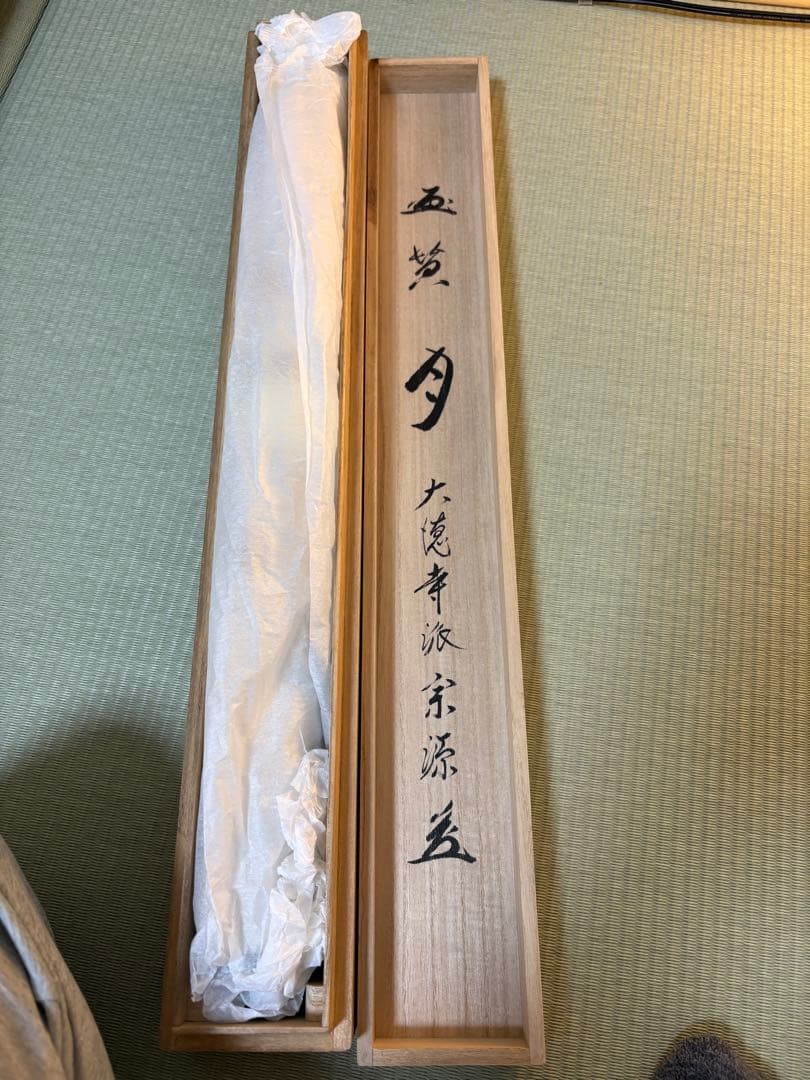 画賛 月 大徳寺派 宗源